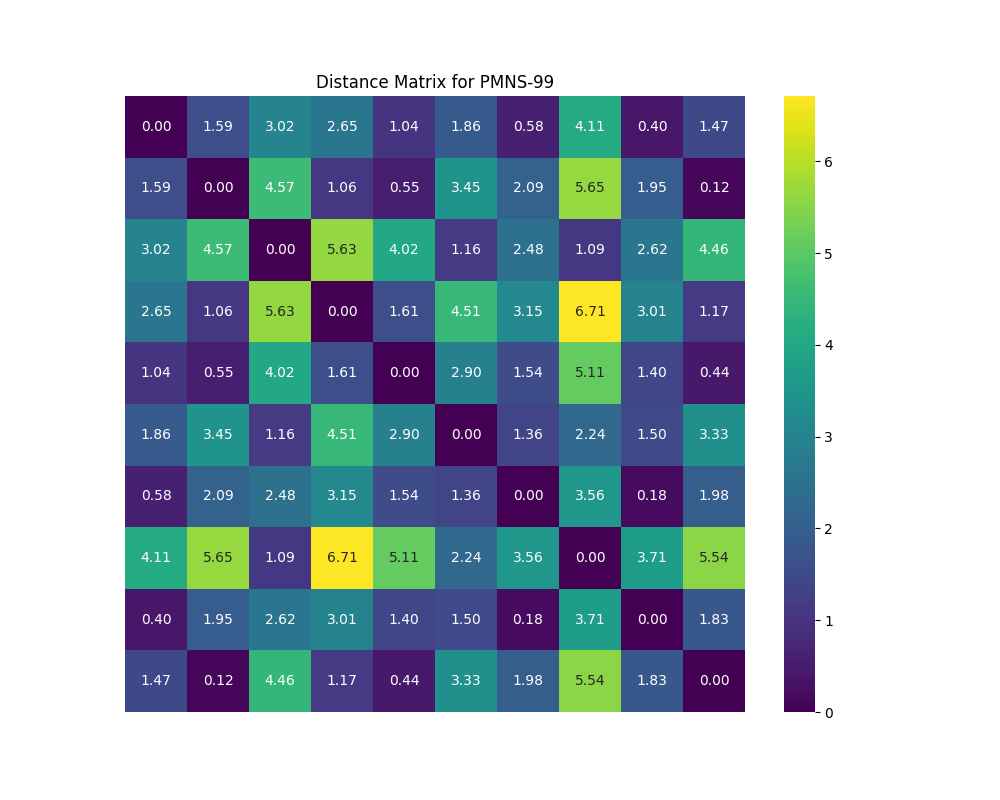 Distance Matrix for PMNS-99
0.00 1.59 3.02 2.65 1.04 1.86 0.58 4.11 0.40 1.47
1.59 0.00 4.57 1.06 0.55 3.45 2.09 5.65 1.95 0.12
3.02 4.57 0.00 5.63 4.02 1.16 2.48 1.09 2.62 4.46
2.65 1.06 5.63 0.00 1.61 4.51 3.15 6.71 3.01 1.17
1.04 0.55 4.02 1.61 0.00 2.90 1.54 5.11 1.40 0.44
1.86 3.45 1.16 4.51 2.90 0.00 1.36 2.24 1.50 3.33
0.58 2.09 2.48 3.15 1.54 1.36 0.00 3.56 0.18 1.98
4.11 5.65 1.09 6.71 5.11 2.24 3.56 0.00 3.71 5.54
0.40 1.95 2.62 3.01 1.40 1.50 0.18 3.71 0.00 1.83
1.47 0.12 4.46 1.17 0.44 3.33 1.98 5.54 1.83 0.00
6
5
4
3
2
1
0